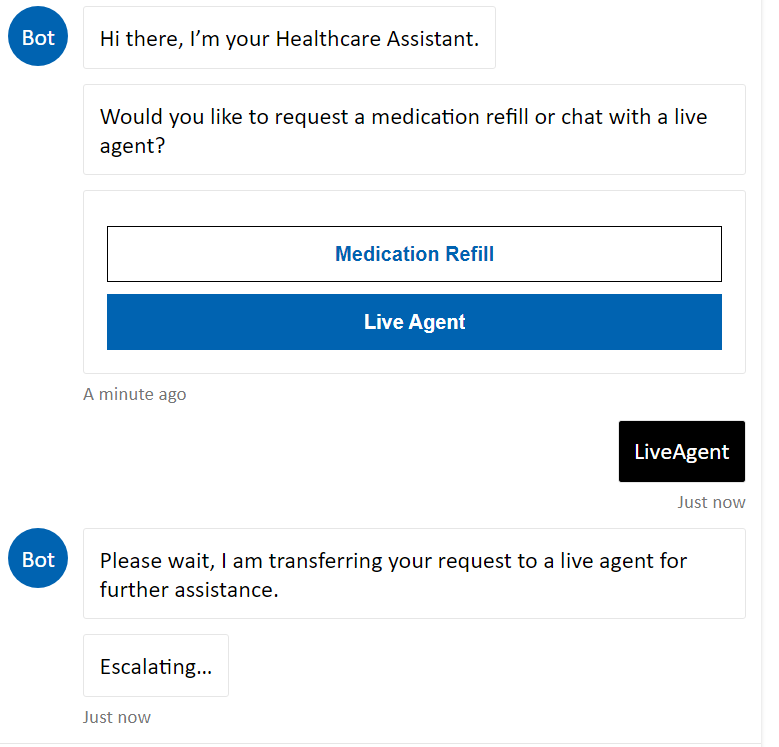 Bot
Hi there, I’m your Healthcare Assistant.
Would you like to request a medication refill or chat with a live
agent?
Medication Refill
Live Agent
A minute ago
LiveAgent
Just now
Bot
Please wait, I am transferring your request to a live agent for
further assistance.
Escalating...
Just now